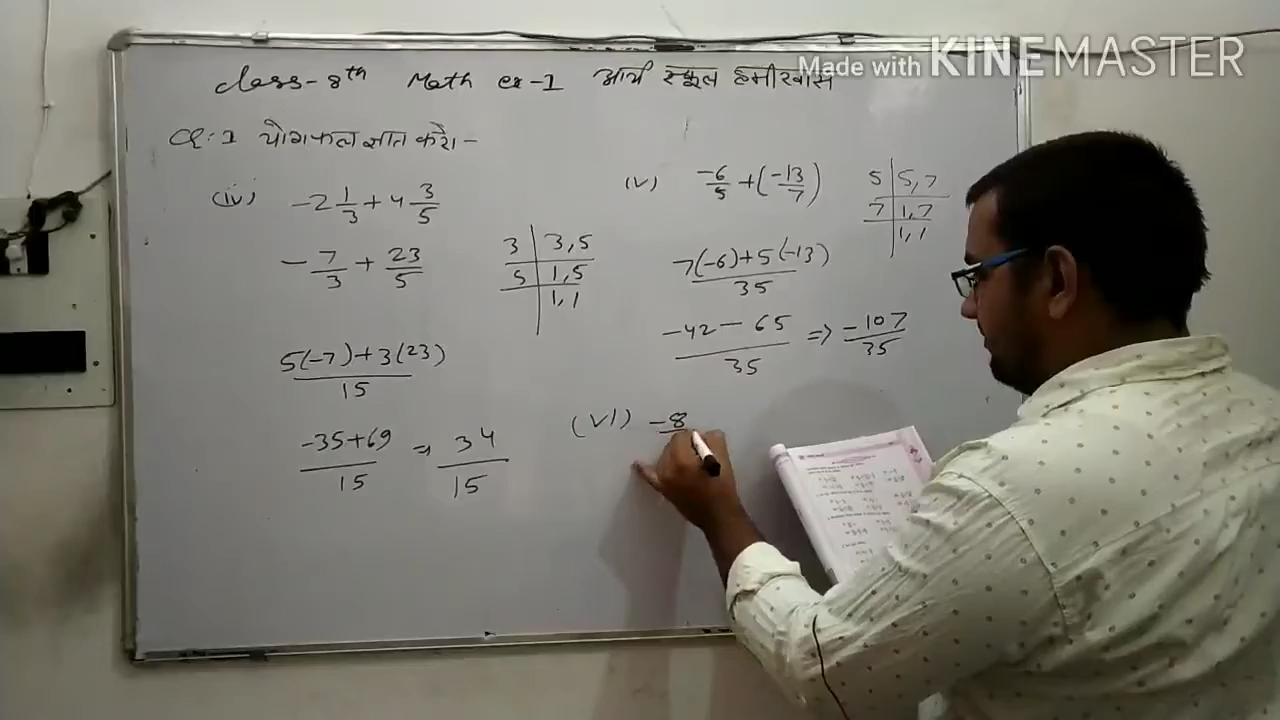 Made with KINEMASTER
Class-8th Math ex-1 आर्य स्कूल हमीरवास
Q:1 योगफल ज्ञात करो-
(iv) -2 1/3 + 4 3/5
-7/3 + 23/5
3 | 3,5
5 | 1,5
1,1
5(-7)+3(23)/15
-35+69/15 ⇒ 34/15
(v) -6/5 + (-13/7)
5 | 5,7
7 | 1,7
1,1
7(-6)+5(-13)/35
-42-65/35 ⇒ -107/35
(vi) -8